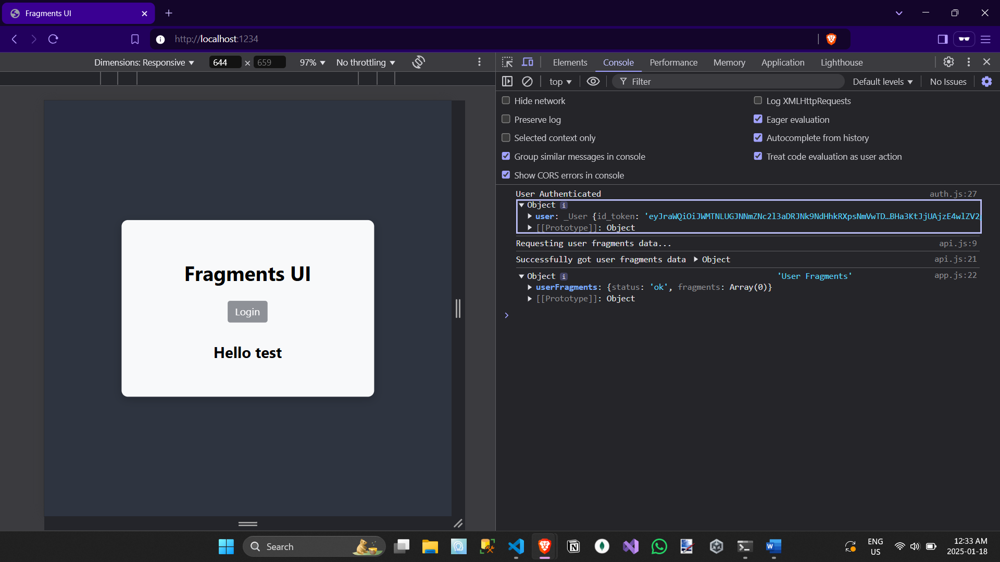 Fragments UI
http://localhost:1234
Dimensions: Responsive 644 × 659 97% No throttling
Elements Console Performance Memory Application Lighthouse
top Filter Default levels No Issues
Hide network Log XMLHttpRequests
Preserve log Eager evaluation
Selected context only Autocomplete from history
Group similar messages in console Treat code evaluation as user action
Show CORS errors in console
User Authenticated auth.js:27
Object i
user: _User {id_token: 'eyJraWQiOiJWMTNLUGJNNmZNc2l3aDRJNk9NdHhkRXpsNmVwTD…BHa3KtJjUAjzE4wlZV2
[[Prototype]]: Object
Requesting user fragments data... api.js:9
Successfully got user fragments data Object api.js:21
Object i 'User Fragments' app.js:22
userFragments: {status: 'ok', fragments: Array(0)}
[[Prototype]]: Object
Fragments UI
Login
Hello test
Search
ENG
US
12:33 AM
2025-01-18